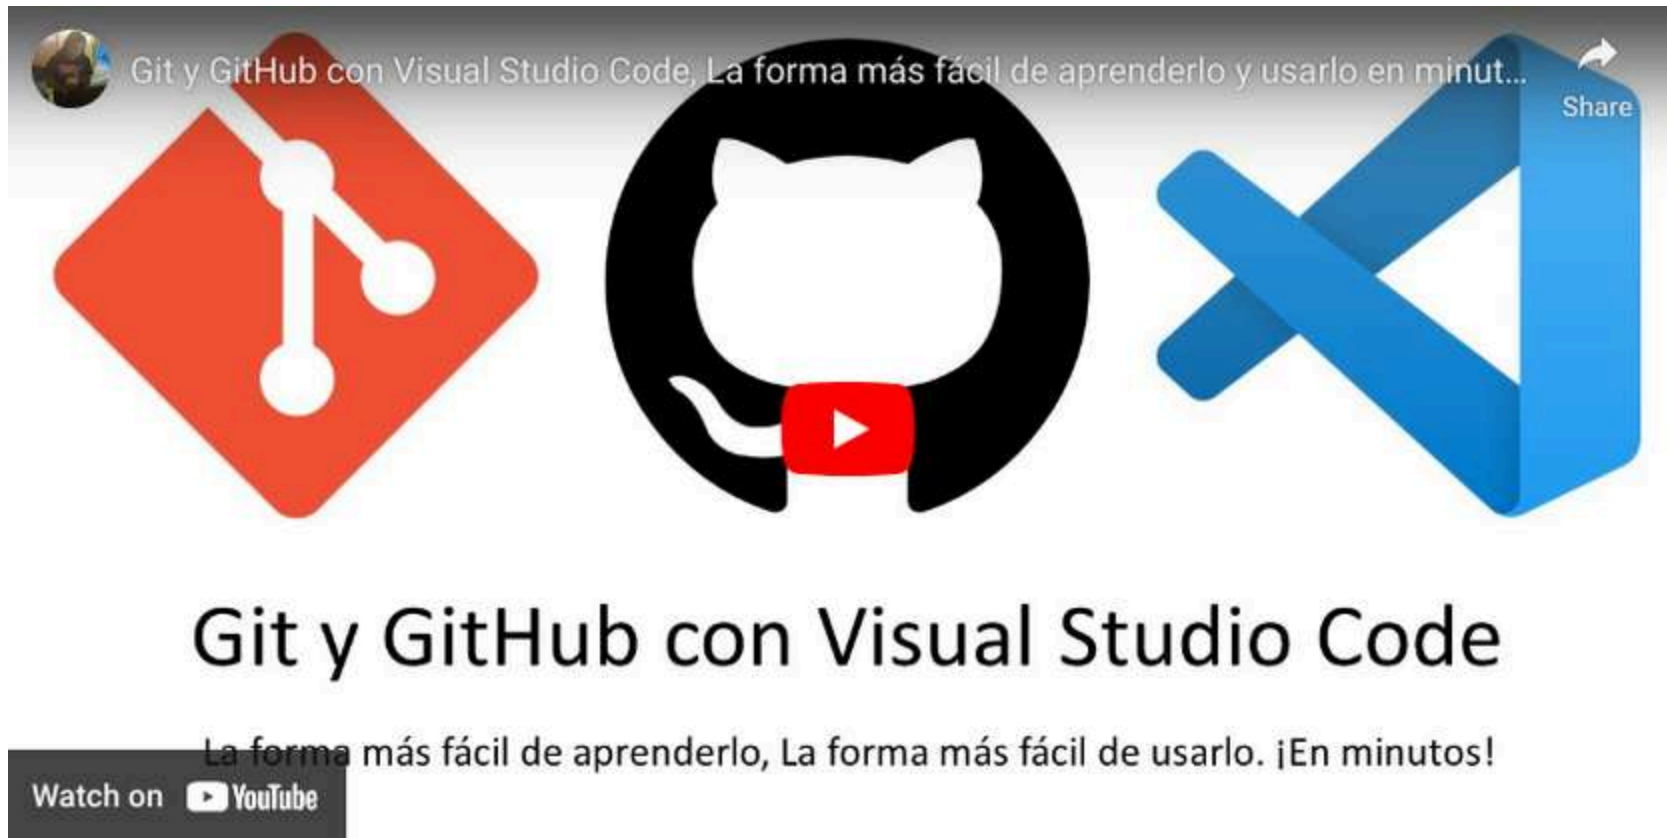 Git y GitHub con Visual Studio Code, La forma más fácil de aprenderlo y usarlo en minut...
Share
Git y GitHub con Visual Studio Code
La forma más fácil de aprenderlo, La forma más fácil de usarlo. ¡En minutos!
Watch on YouTube